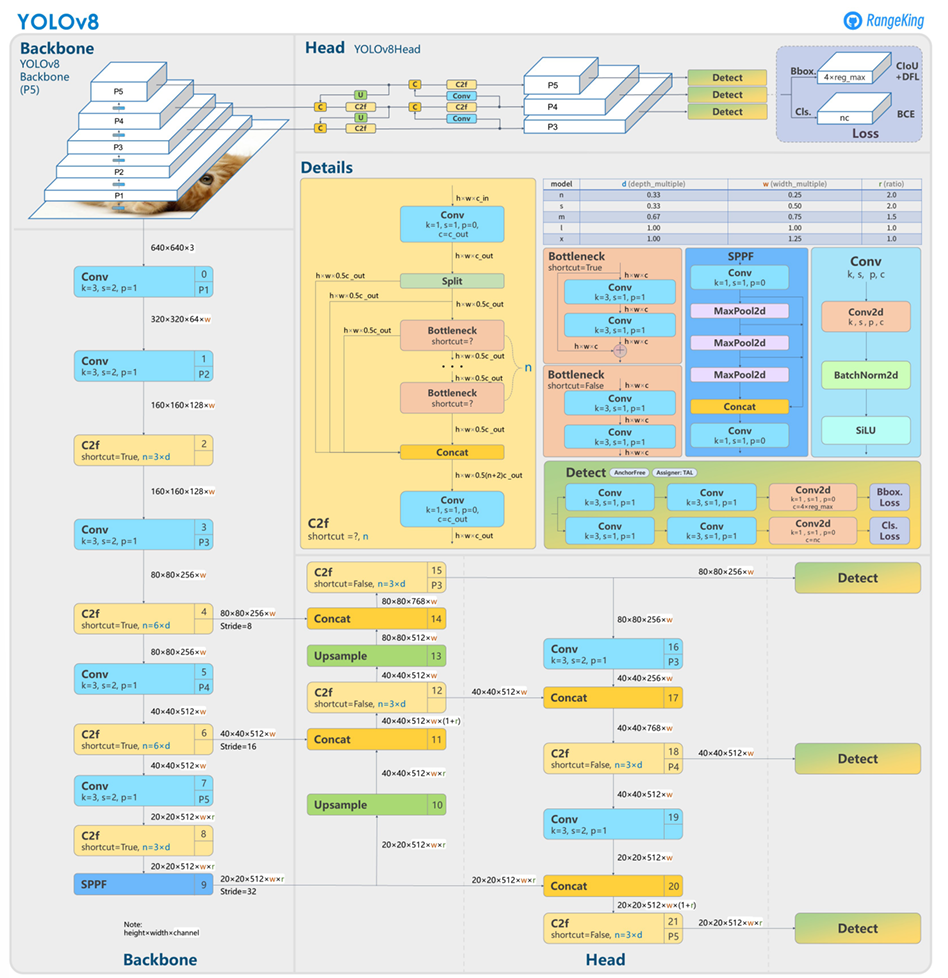 YOLOv8
RangeKing
Backbone
YOLOv8
Backbone
(P5)
P5
P4
P3
P2
P1
Head YOLOv8Head
C
C2f
U
Conv
C
C2f
C
C2f
U
Conv
C
C2f
P5
P4
P3
Detect
Detect
Detect
Bbox.
4×reg_max
CIoU
+DFL
Cls.
nc
BCE
Loss
Details
h×w×c_in
Conv
k=1, s=1, p=0,
c=c_out
h×w×c_out
h×w×0.5c_out
Split
h×w×0.5c_out
h×w×0.5c_out
h×w×0.5c_out
Bottleneck
shortcut=?
h×w×0.5c_out
• • •
h×w×0.5c_out
n
Bottleneck
shortcut=?
h×w×0.5c_out
Concat
h×w×0.5(n+2)c_out
Conv
k=1, s=1, p=0,
c=c_out
h×w×c_out
C2f
shortcut =?, n
model d (depth_multiple) w (width_multiple) r (ratio)
n 0.33 0.25 2.0
s 0.33 0.50 2.0
m 0.67 0.75 1.5
l 1.00 1.00 1.0
x 1.00 1.25 1.0
Bottleneck
shortcut=True
h×w×c
Conv
k=3, s=1, p=1
h×w×c
Conv
k=3, s=1, p=1
h×w×c
h×w×c
+
Bottleneck
shortcut=False
h×w×c
Conv
k=3, s=1, p=1
h×w×c
Conv
k=3, s=1, p=1
h×w×c
SPPF
Conv
k=1, s=1, p=0
MaxPool2d
MaxPool2d
MaxPool2d
Concat
Conv
k=1, s=1, p=0
Conv
k, s, p, c
Conv2d
k, s, p, c
BatchNorm2d
SiLU
Detect AnchorFree Assigner: TAL
Conv
k=3, s=1, p=1
Conv
k=3, s=1, p=1
Conv2d
k=1, s=1, p=0
c=4×reg_max
Bbox.
Loss
Conv
k=3, s=1, p=1
Conv
k=3, s=1, p=1
Conv2d
k=1, s=1, p=0
c=nc
Cls.
Loss
640×640×3
Conv 0
k=3, s=2, p=1 P1
320×320×64×w
Conv 1
k=3, s=2, p=1 P2
160×160×128×w
C2f 2
shortcut=True, n=3×d
160×160×128×w
Conv 3
k=3, s=2, p=1 P3
80×80×256×w
C2f 4
shortcut=True, n=6×d
80×80×256×w
Stride=8
80×80×256×w
Conv 5
k=3, s=2, p=1 P4
40×40×512×w
C2f 6
shortcut=True, n=6×d
40×40×512×w
Stride=16
40×40×512×w
Conv 7
k=3, s=2, p=1 P5
20×20×512×w×r
C2f 8
shortcut=True, n=3×d
20×20×512×w×r
SPPF 9
20×20×512×w×r
Stride=32
Note:
height×width×channel
Backbone
C2f 15
shortcut=False, n=3×d P3
80×80×768×w
Concat 14
80×80×512×w
Upsample 13
40×40×512×w
C2f 12
shortcut=False, n=3×d
40×40×512×w
40×40×512×w×(1+r)
Concat 11
40×40×512×w×r
Upsample 10
20×20×512×w×r
20×20×512×w×r
80×80×256×w
Detect
80×80×256×w
Conv 16
k=3, s=2, p=1 P3
40×40×256×w
Concat 17
40×40×768×w
C2f 18
shortcut=False, n=3×d P4
40×40×512×w
Detect
40×40×512×w
Conv 19
k=3, s=2, p=1
20×20×512×w
Concat 20
20×20×512×w×(1+r)
C2f 21
shortcut=False, n=3×d P5
20×20×512×w×r
Detect
Head